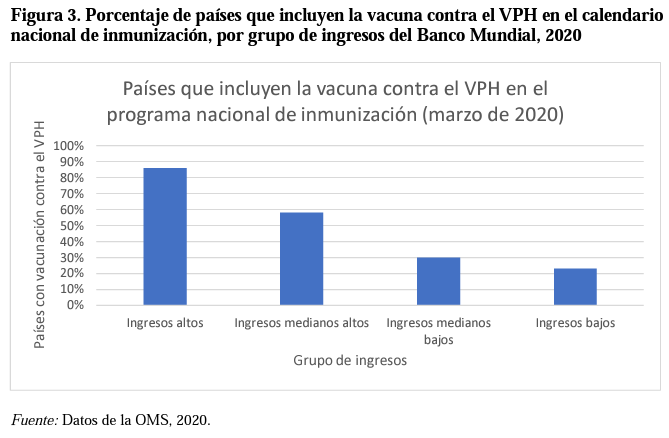 Figura 3. Porcentaje de países que incluyen la vacuna contra el VPH en el calendario
nacional de inmunización, por grupo de ingresos del Banco Mundial, 2020
Países que incluyen la vacuna contra el VPH en el
programa nacional de inmunización (marzo de 2020)
Países con vacunación contra el VPH
100%
90%
80%
70%
60%
50%
40%
30%
20%
10%
0%
Ingresos altos
Ingresos medianos altos
Ingresos medianos
bajos
Ingresos bajos
Grupo de ingresos
Fuente: Datos de la OMS, 2020.